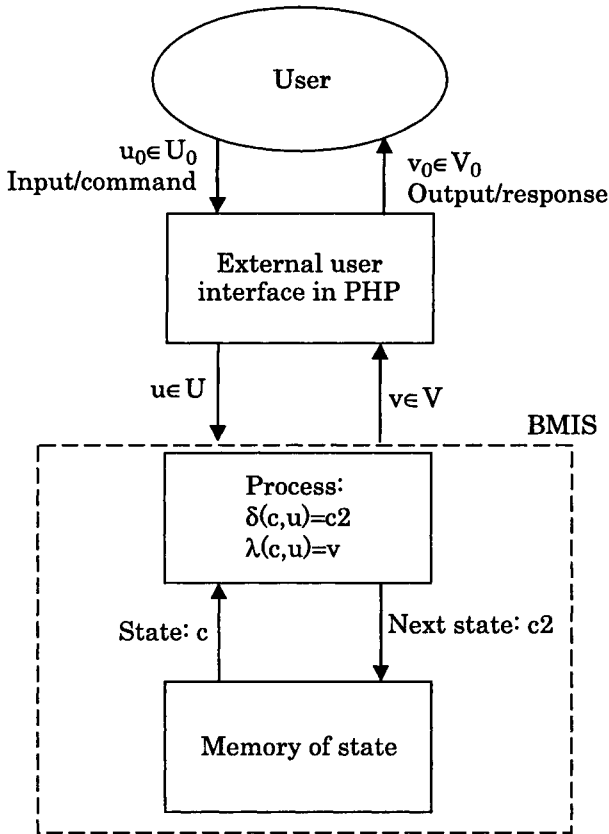 User
u₀∈U₀
Input/command
v₀∈V₀
Output/response
External user
interface in PHP
u∈U
v∈V
BMIS
Process:
δ(c,u)=c2
λ(c,u)=v
State: c
Next state: c2
Memory of state